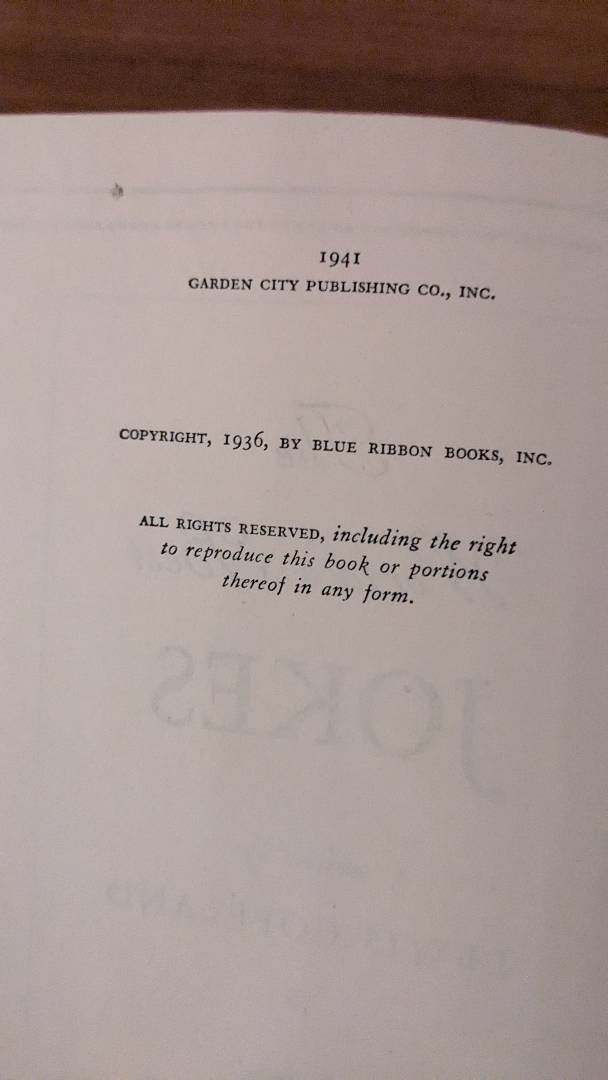 1941
GARDEN CITY PUBLISHING CO., INC.
COPYRIGHT, 1936, BY BLUE RIBBON BOOKS, INC.
ALL RIGHTS RESERVED, including the right
to reproduce this book or portions
thereof in any form.
JOKES